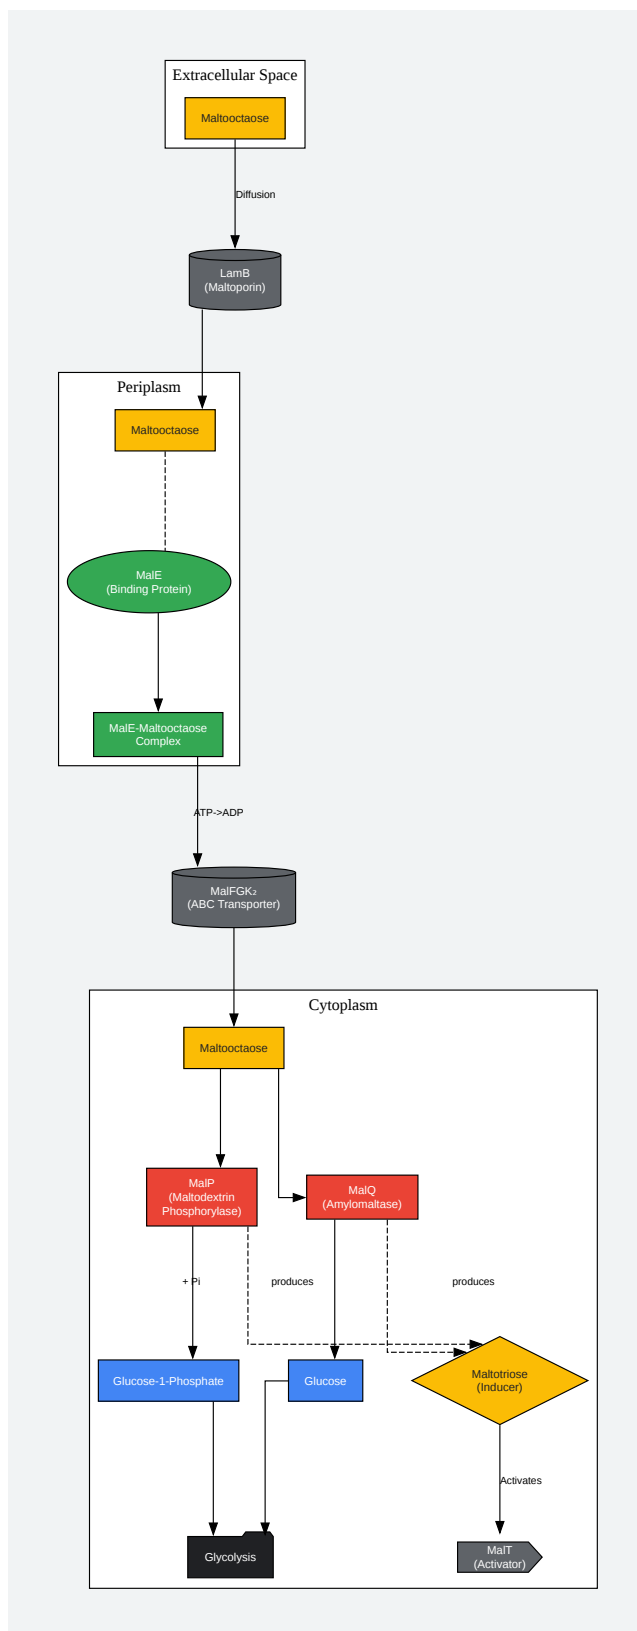 Extracellular Space
Maltooctaose
Diffusion
LamB
(Maltoporin)
Periplasm
Maltooctaose
MalE
(Binding Protein)
MalE-Maltooctaose
Complex
ATP->ADP
MalFGK₂
(ABC Transporter)
Cytoplasm
Maltooctaose
MalP
(Maltodextrin
Phosphorylase)
MalQ
(Amylomaltase)
+ Pi
produces
produces
Glucose-1-Phosphate
Glucose
Maltotriose
(Inducer)
Activates
Glycolysis
MalT
(Activator)